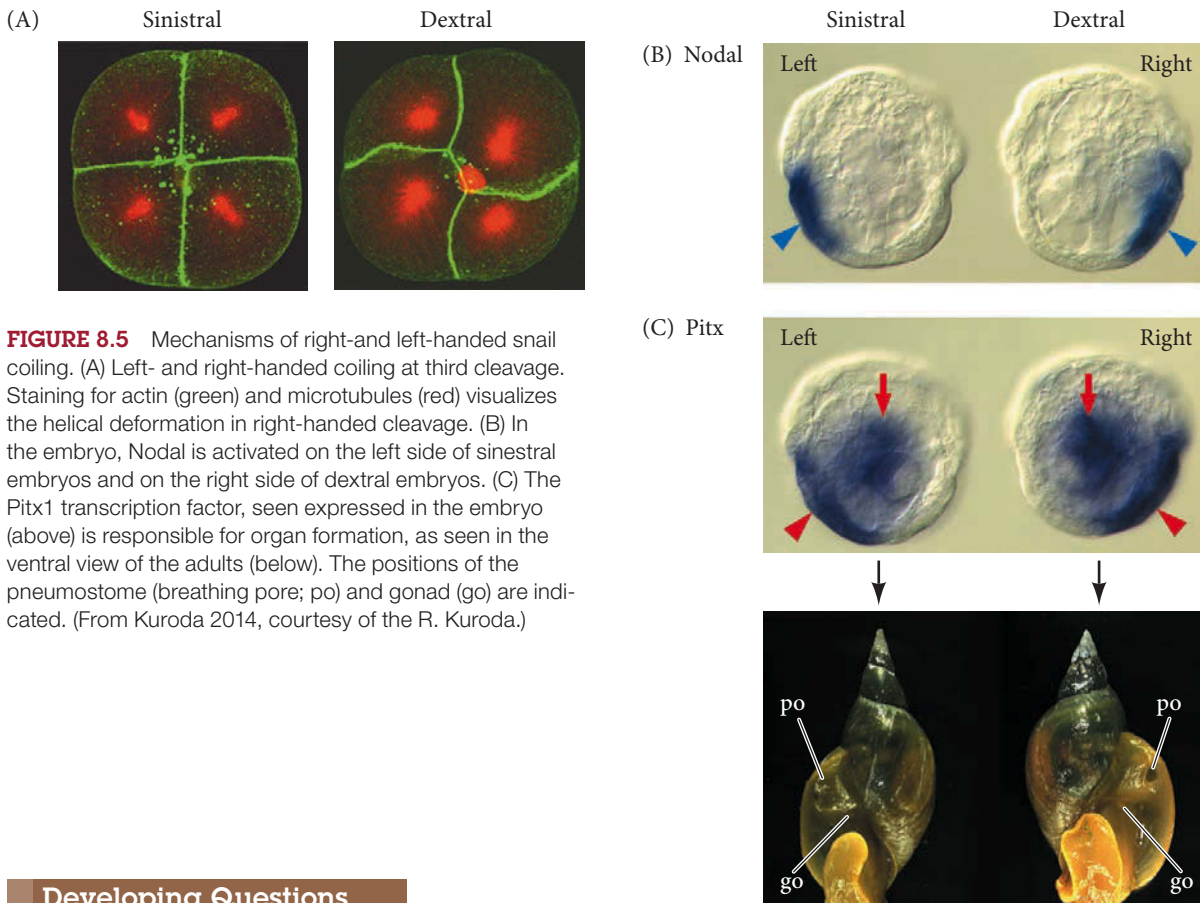 (A) Sinistral Dextral
FIGURE 8.5 Mechanisms of right-and left-handed snail
coiling. (A) Left- and right-handed coiling at third cleavage.
Staining for actin (green) and microtubules (red) visualizes
the helical deformation in right-handed cleavage. (B) In
the embryo, Nodal is activated on the left side of sinestral
embryos and on the right side of dextral embryos. (C) The
Pitx1 transcription factor, seen expressed in the embryo
(above) is responsible for organ formation, as seen in the
ventral view of the adults (below). The positions of the
pneumostome (breathing pore; po) and gonad (go) are indi-
cated. (From Kuroda 2014, courtesy of the R. Kuroda.)
Developing Questions
Sinistral Dextral
(B) Nodal Left Right
(C) Pitx Left Right
po po
go go